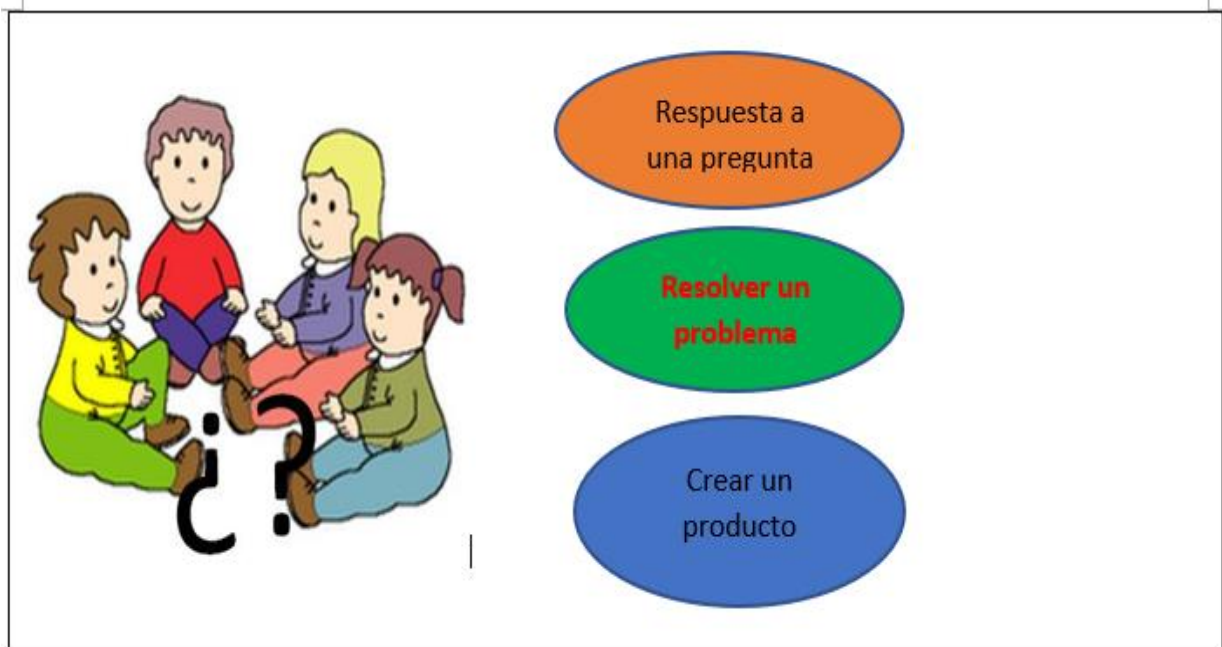 ¿?
Respuesta a
una pregunta
Resolver un
problema
Crear un
producto